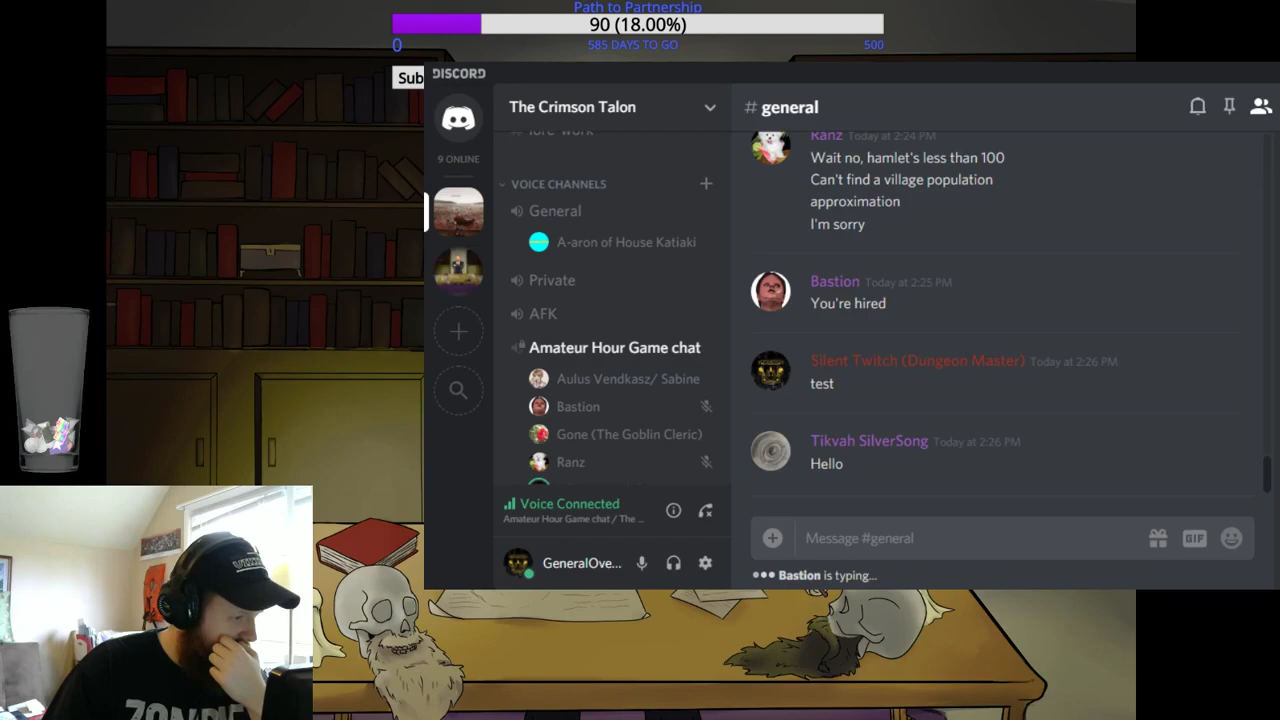 Path to Partnership
90 (18.00%)
0
585 DAYS TO GO
500
Sub
DISCORD
9 ONLINE
The Crimson Talon
# lore-work
VOICE CHANNELS
General
A-aron of House Katiaki
Private
AFK
Amateur Hour Game chat
Aulus Vendkasz/ Sabine
Bastion
Gone (The Goblin Cleric)
Ranz
Voice Connected
Amateur Hour Game chat / The ...
GeneralOve...
# general
Ranz Today at 2:24 PM
Wait no, hamlet's less than 100
Can't find a village population
approximation
I'm sorry
Bastion Today at 2:25 PM
You're hired
Silent Twitch (Dungeon Master) Today at 2:26 PM
test
Tikvah SilverSong Today at 2:26 PM
Hello
Message #general
GIF
Bastion is typing...